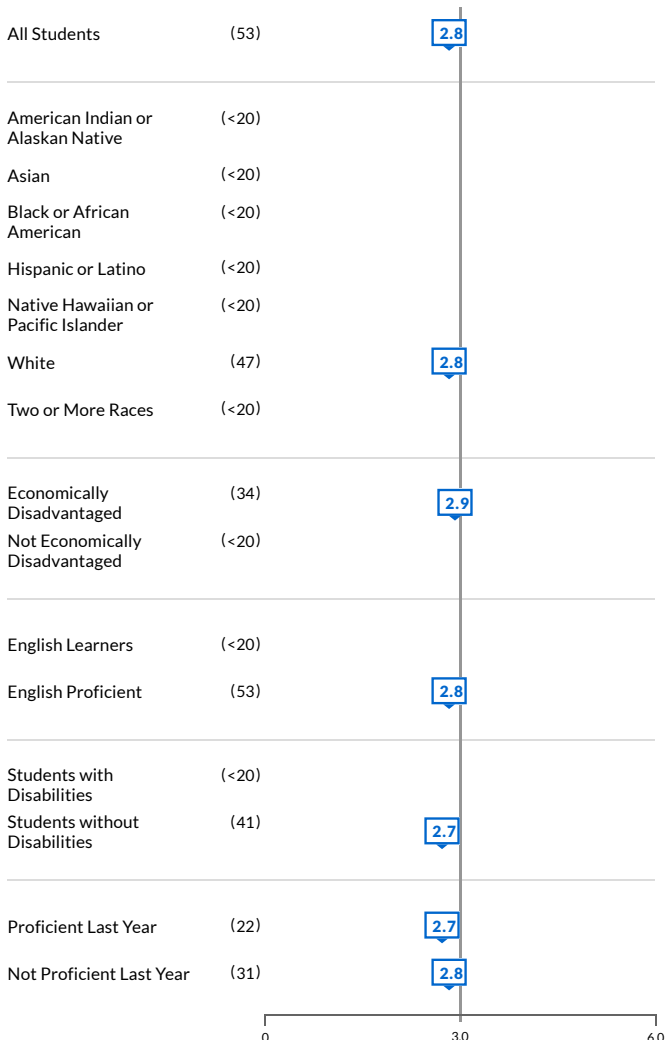 All Students (53) 2.8
American Indian or
Alaskan Native (<20)
Asian (<20)
Black or African
American (<20)
Hispanic or Latino (<20)
Native Hawaiian or
Pacific Islander (<20)
White (47) 2.8
Two or More Races (<20)
Economically
Disadvantaged (34) 2.9
Not Economically
Disadvantaged (<20)
English Learners (<20)
English Proficient (53) 2.8
Students with
Disabilities (<20)
Students without
Disabilities (41) 2.7
Proficient Last Year (22) 2.7
Not Proficient Last Year (31) 2.8
0 3.0 6.0